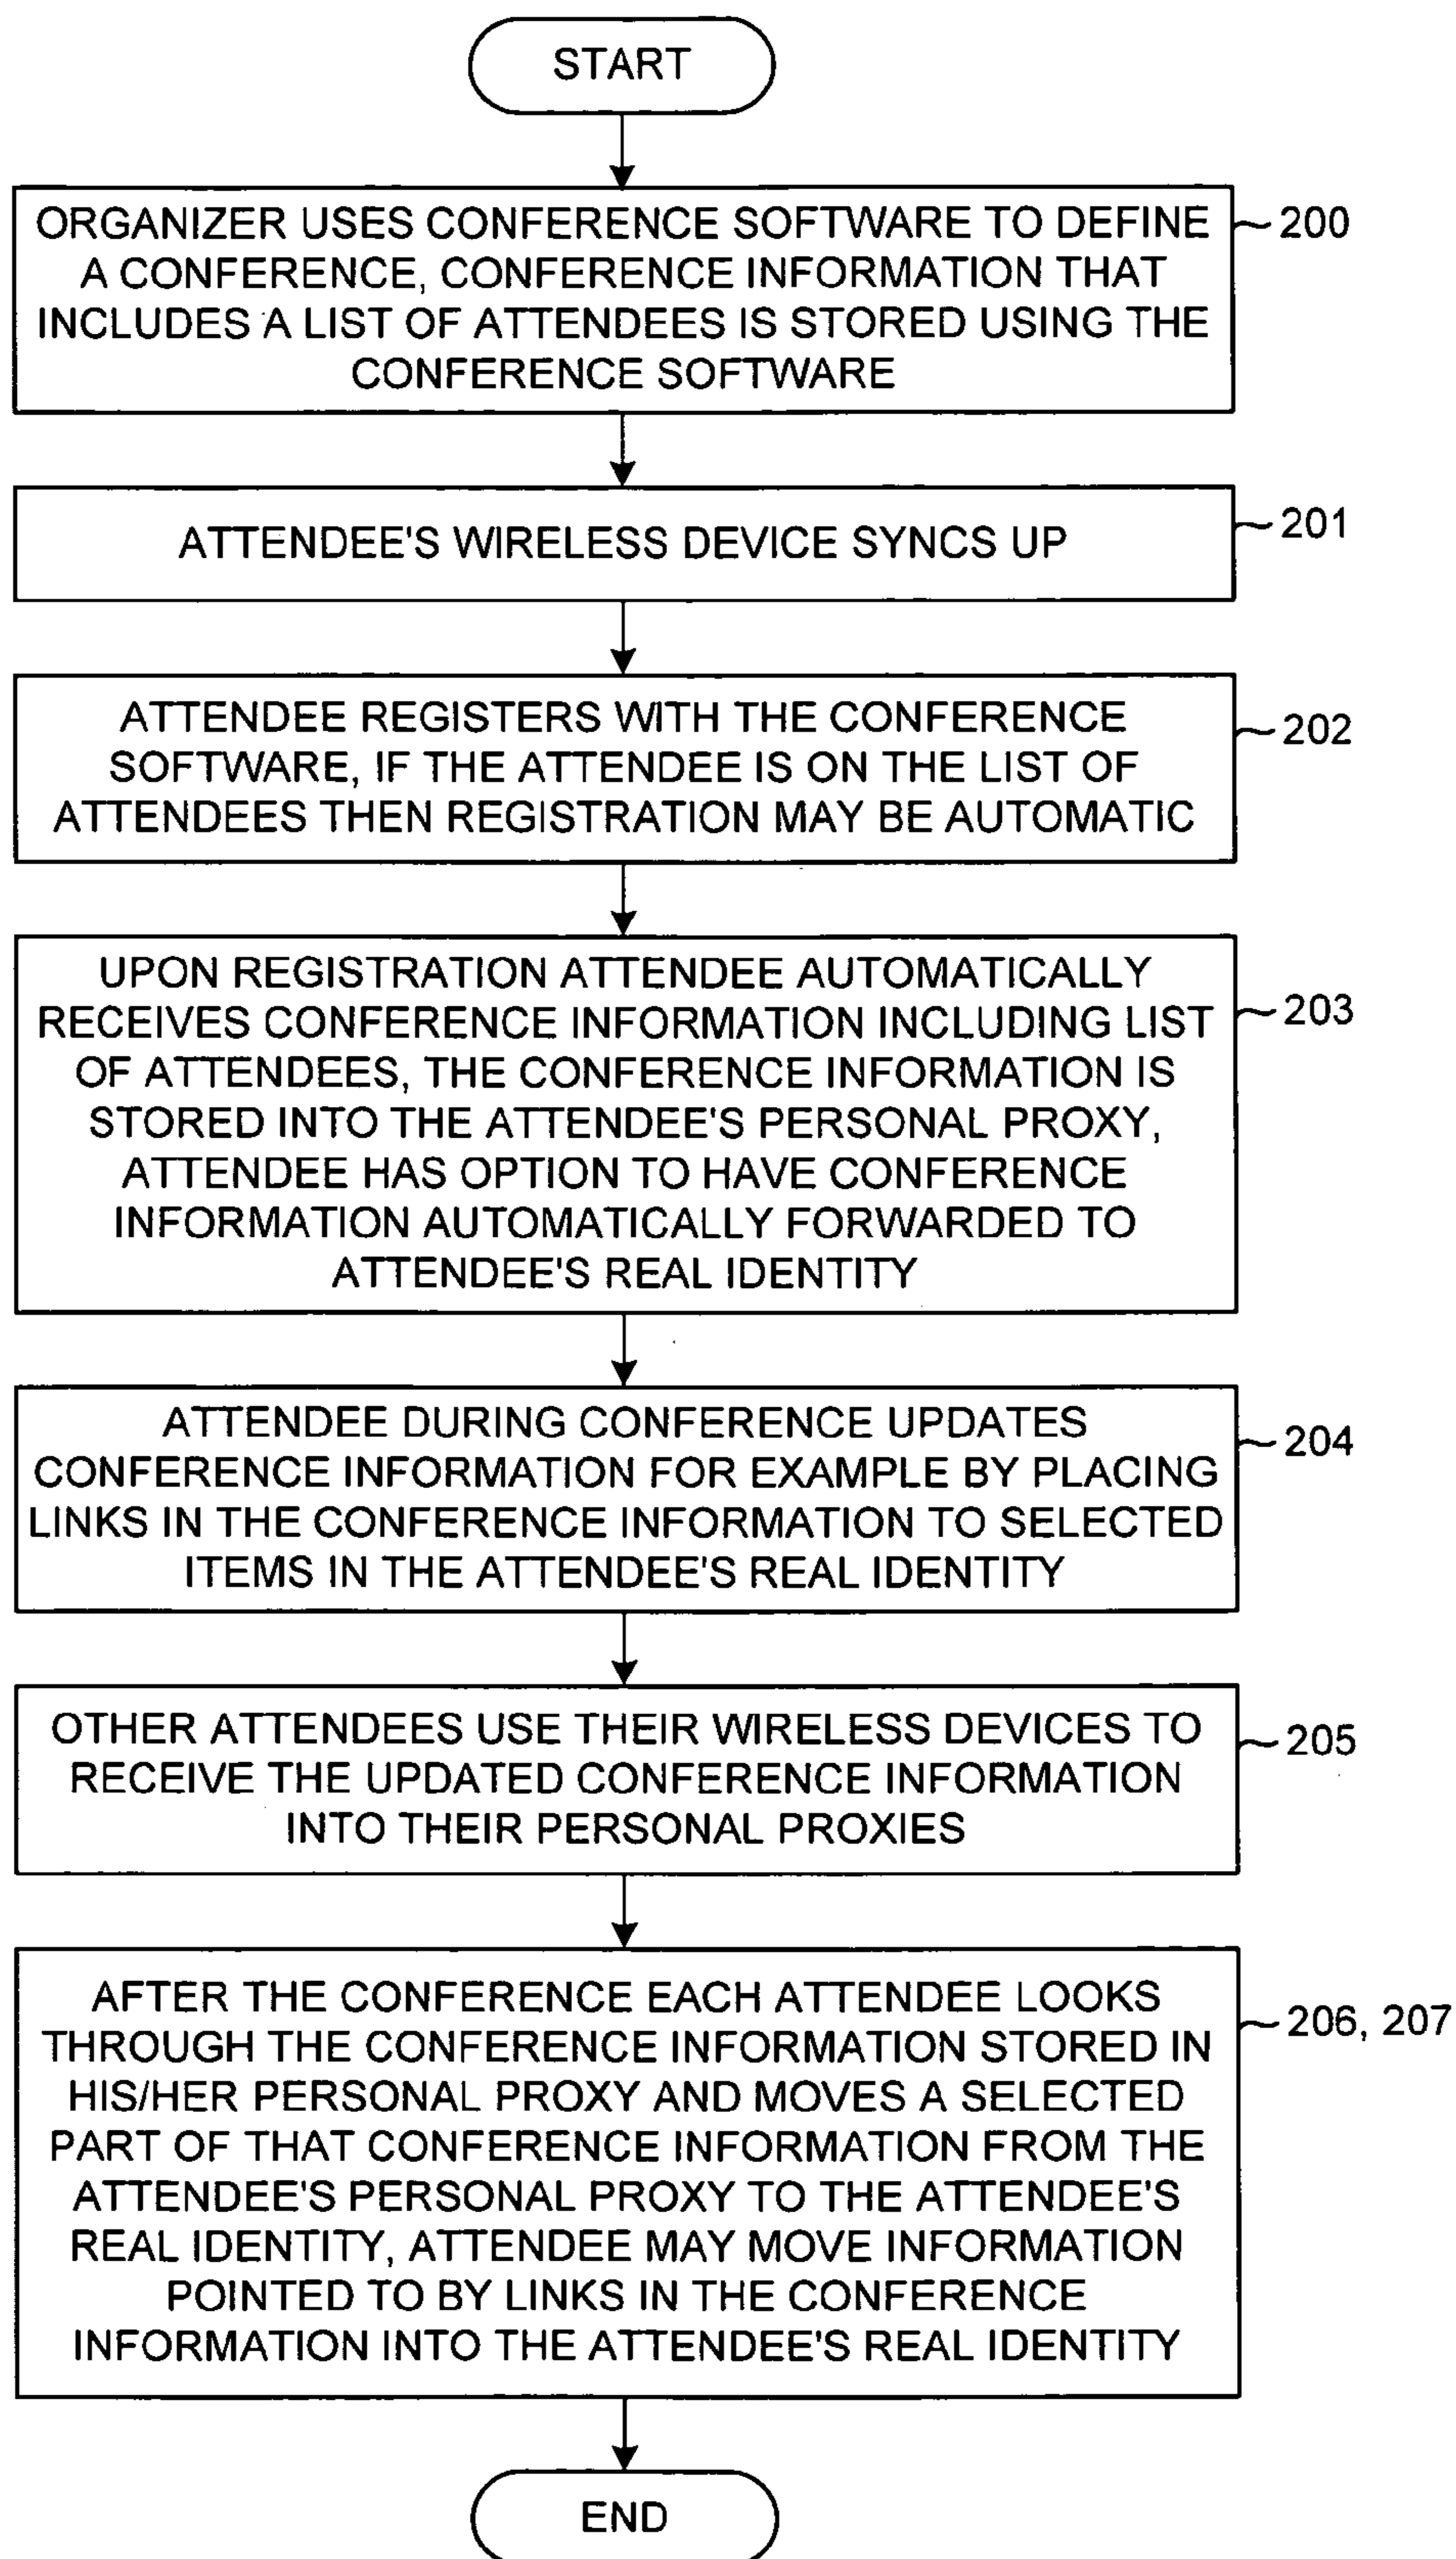 START
ORGANIZER USES CONFERENCE SOFTWARE TO DEFINE
A CONFERENCE, CONFERENCE INFORMATION THAT
INCLUDES A LIST OF ATTENDEES IS STORED USING THE
CONFERENCE SOFTWARE
200
ATTENDEE'S WIRELESS DEVICE SYNCS UP
201
ATTENDEE REGISTERS WITH THE CONFERENCE
SOFTWARE, IF THE ATTENDEE IS ON THE LIST OF
ATTENDEES THEN REGISTRATION MAY BE AUTOMATIC
202
UPON REGISTRATION ATTENDEE AUTOMATICALLY
RECEIVES CONFERENCE INFORMATION INCLUDING LIST
OF ATTENDEES, THE CONFERENCE INFORMATION IS
STORED INTO THE ATTENDEE'S PERSONAL PROXY,
ATTENDEE HAS OPTION TO HAVE CONFERENCE
INFORMATION AUTOMATICALLY FORWARDED TO
ATTENDEE'S REAL IDENTITY
203
ATTENDEE DURING CONFERENCE UPDATES
CONFERENCE INFORMATION FOR EXAMPLE BY PLACING
LINKS IN THE CONFERENCE INFORMATION TO SELECTED
ITEMS IN THE ATTENDEE'S REAL IDENTITY
204
OTHER ATTENDEES USE THEIR WIRELESS DEVICES TO
RECEIVE THE UPDATED CONFERENCE INFORMATION
INTO THEIR PERSONAL PROXIES
205
AFTER THE CONFERENCE EACH ATTENDEE LOOKS
THROUGH THE CONFERENCE INFORMATION STORED IN
HIS/HER PERSONAL PROXY AND MOVES A SELECTED
PART OF THAT CONFERENCE INFORMATION FROM THE
ATTENDEE'S PERSONAL PROXY TO THE ATTENDEE'S
REAL IDENTITY, ATTENDEE MAY MOVE INFORMATION
POINTED TO BY LINKS IN THE CONFERENCE
INFORMATION INTO THE ATTENDEE'S REAL IDENTITY
206, 207
END